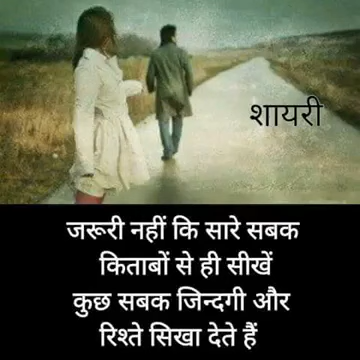 शायरी
जरूरी नहीं कि सारे सबक
किताबों से ही सीखें
कुछ सबक जिन्दगी और
रिश्ते सिखा देते हैं